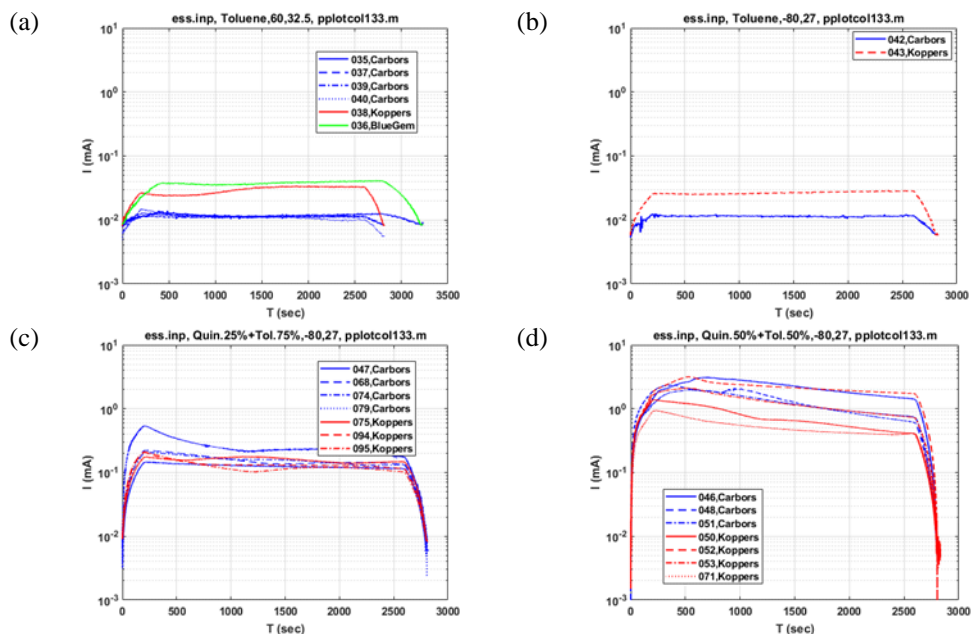 (a)
ess.inp, Toluene,60,32.5, pplotcol133.m
10^1
10^0
10^-1
10^-2
10^-3
I (mA)
035,Carbors
037,Carbors
039,Carbors
040,Carbors
038,Koppers
036,BlueGem
0 500 1000 1500 2000 2500 3000 3500
T (sec)
(b)
ess.inp, Toluene,-80,27, pplotcol133.m
10^1
10^0
10^-1
10^-2
10^-3
I (mA)
042,Carbors
043,Koppers
0 500 1000 1500 2000 2500 3000
T (sec)
(c)
ess.inp, Quin.25%+Tol.75%,-80,27, pplotcol133.m
10^1
10^0
10^-1
10^-2
10^-3
I (mA)
047,Carbors
068,Carbors
074,Carbors
079,Carbors
075,Koppers
094,Koppers
095,Koppers
0 500 1000 1500 2000 2500 3000
T (sec)
(d)
ess.inp, Quin.50%+Tol.50%,-80,27, pplotcol133.m
10^1
10^0
10^-1
10^-2
10^-3
I (mA)
046,Carbors
048,Carbors
051,Carbors
050,Koppers
052,Koppers
053,Koppers
071,Koppers
0 500 1000 1500 2000 2500 3000
T (sec)